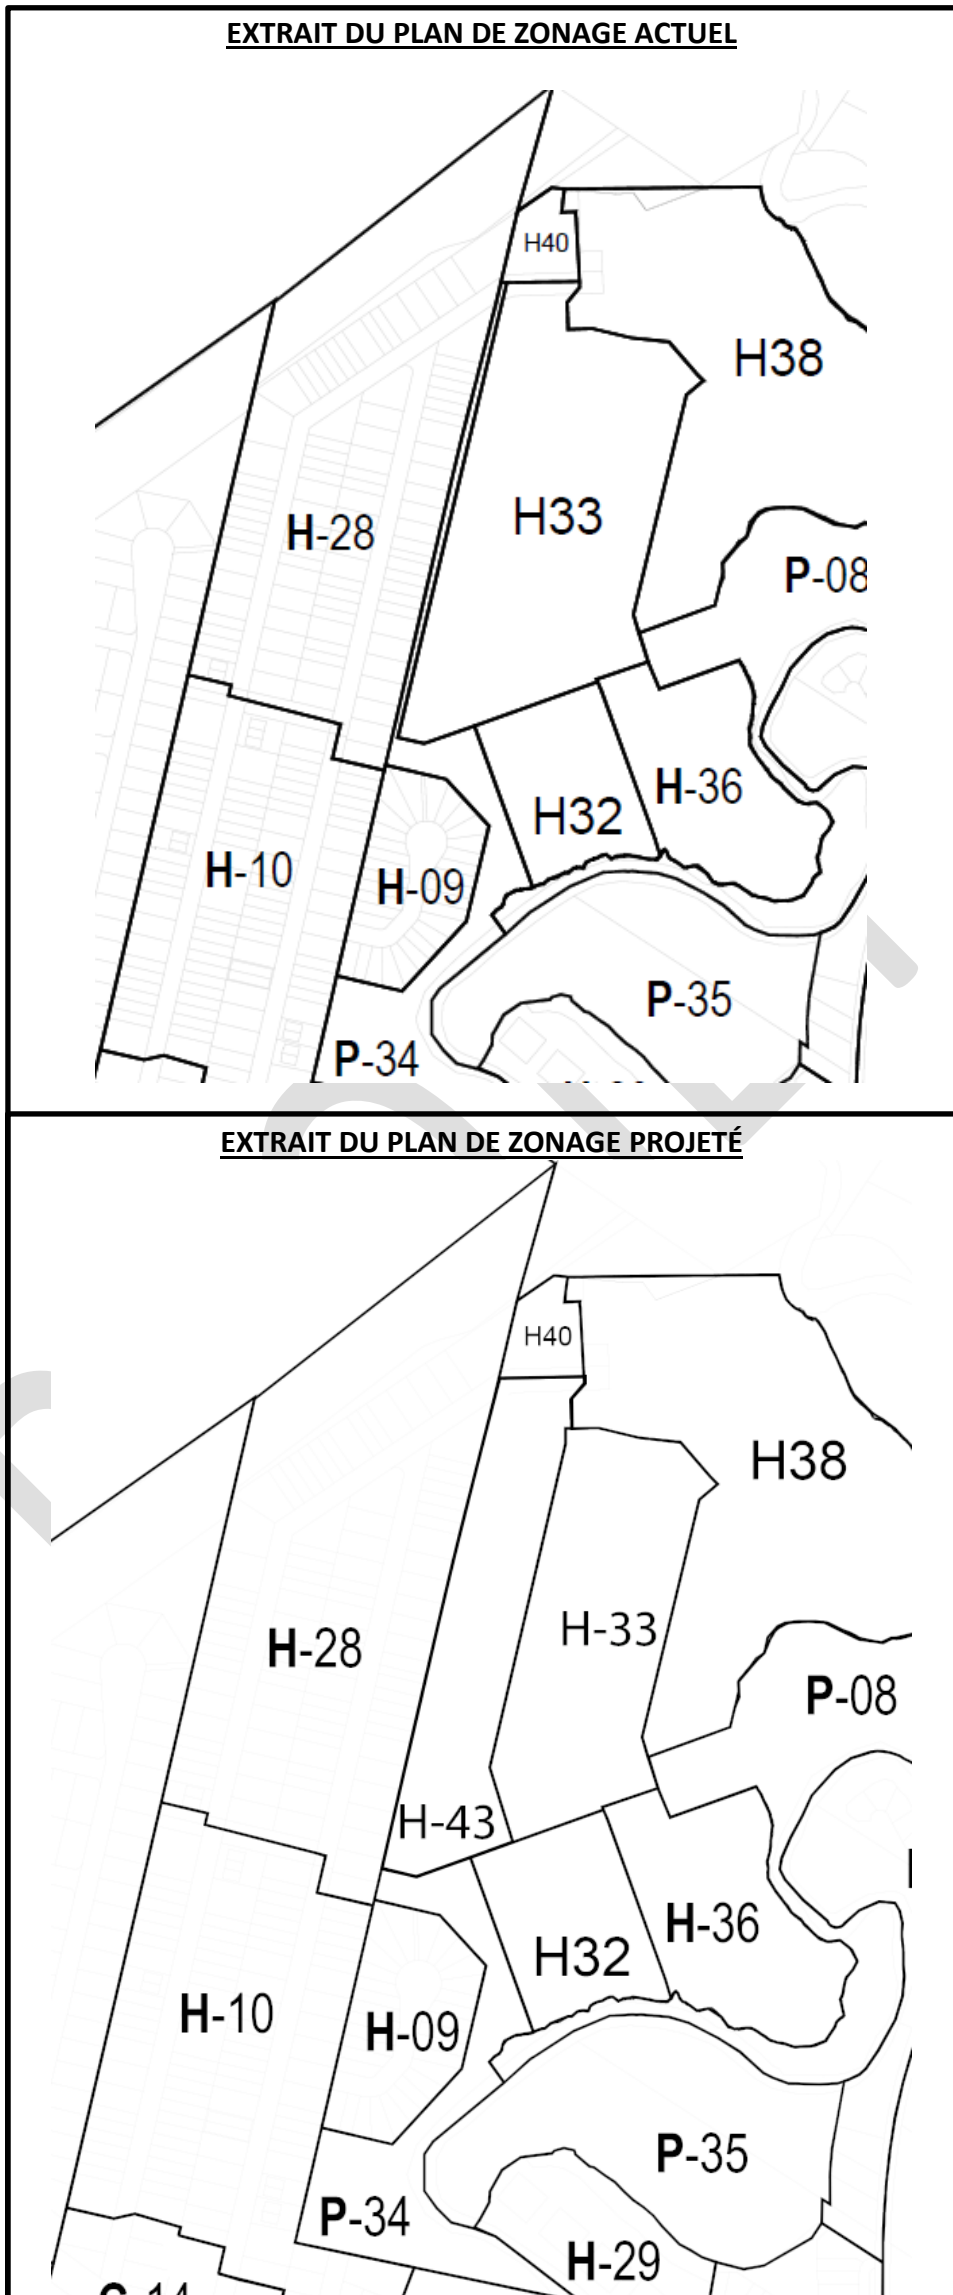 EXTRAIT DU PLAN DE ZONAGE ACTUEL
H40
H38
H33
H-28
P-08
H-36
H32
H-10
H-09
P-35
P-34
EXTRAIT DU PLAN DE ZONAGE PROJETÉ
H40
H38
H-33
H-28
P-08
H-43
H-36
H32
H-10
H-09
P-35
P-34
H-29